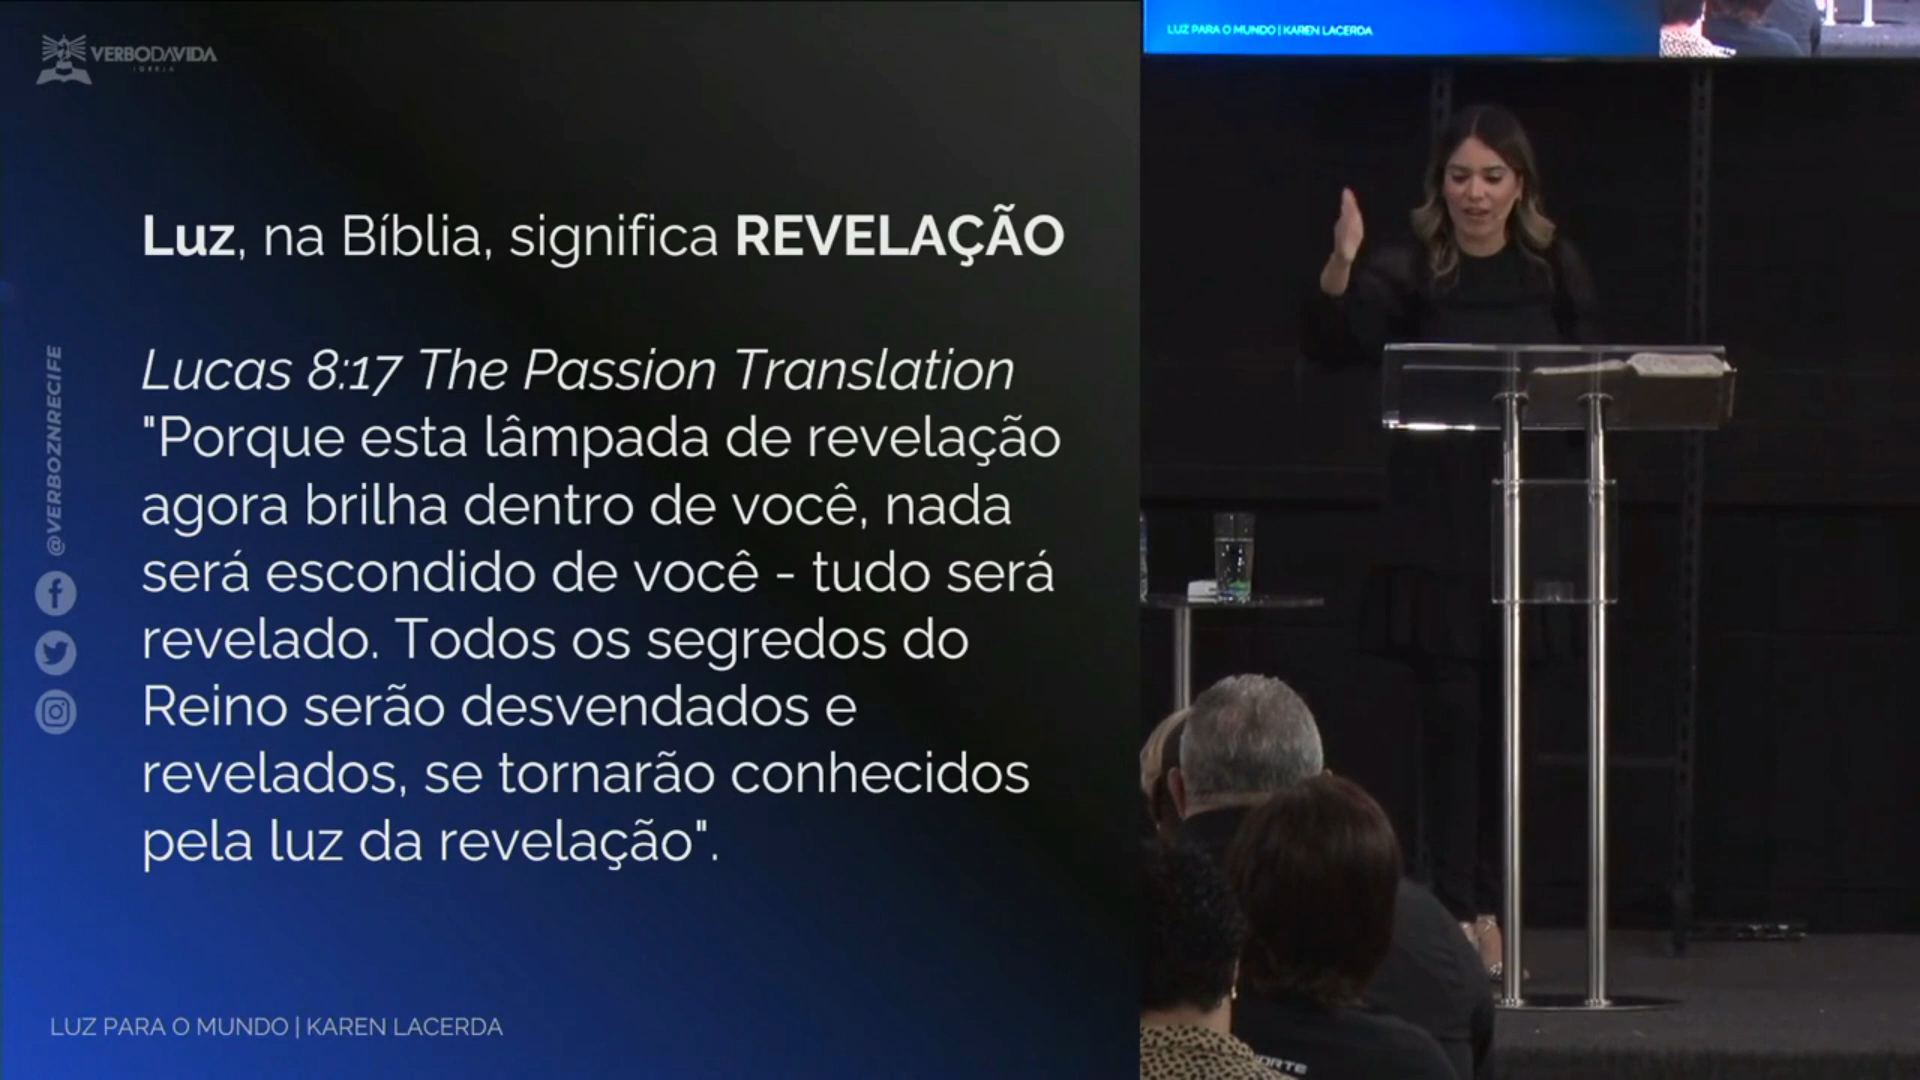 VERBODAVIDA
IGREJA
Luz, na Bíblia, significa REVELAÇÃO
Lucas 8:17 The Passion Translation
"Porque esta lâmpada de revelação
agora brilha dentro de você, nada
será escondido de você - tudo será
revelado. Todos os segredos do
Reino serão desvendados e
revelados, se tornarão conhecidos
pela luz da revelação".
@VERBOZNRECIFE
LUZ PARA O MUNDO | KAREN LACERDA
LUZ PARA O MUNDO | KAREN LACERDA